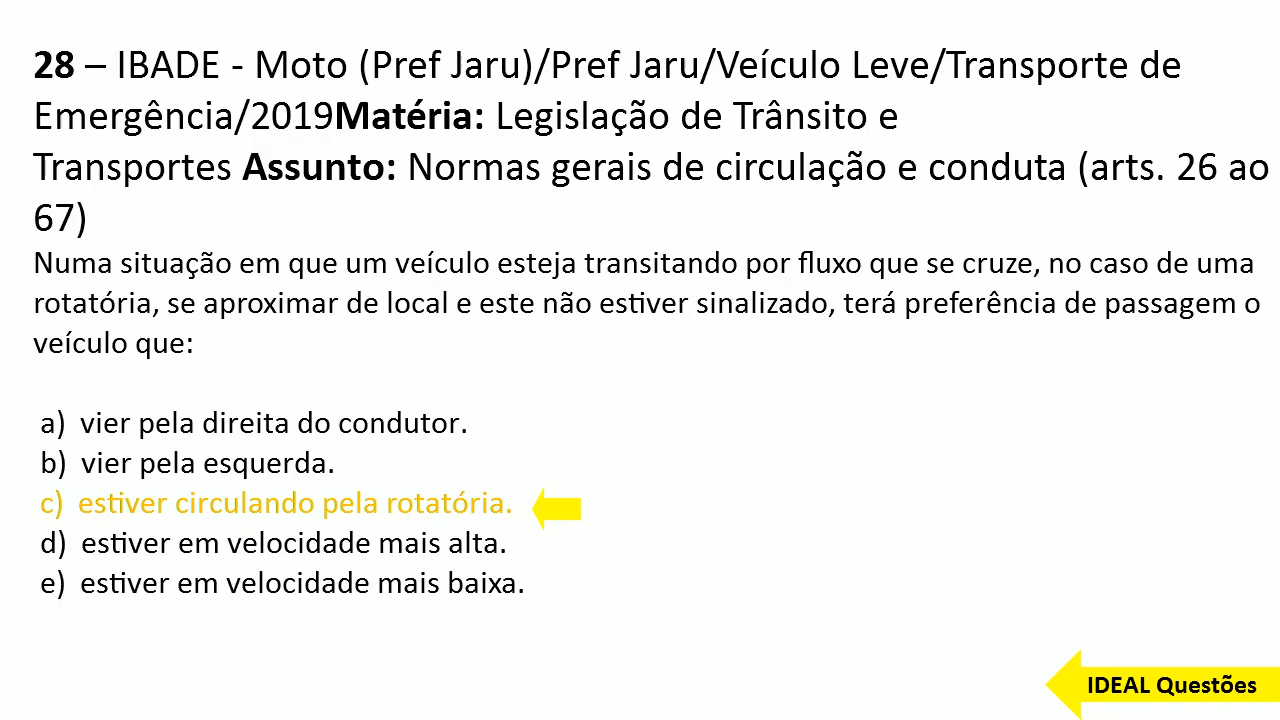 28 – IBADE - Moto (Pref Jaru)/Pref Jaru/Veículo Leve/Transporte de
Emergência/2019Matéria: Legislação de Trânsito e
Transportes Assunto: Normas gerais de circulação e conduta (arts. 26 ao
67)
Numa situação em que um veículo esteja transitando por fluxo que se cruze, no caso de uma
rotatória, se aproximar de local e este não estiver sinalizado, terá preferência de passagem o
veículo que:
a) vier pela direita do condutor.
b) vier pela esquerda.
c) estiver circulando pela rotatória.
d) estiver em velocidade mais alta.
e) estiver em velocidade mais baixa.
IDEAL Questões